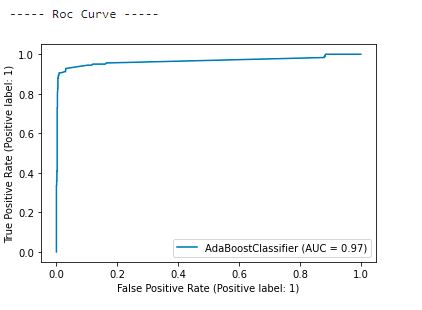 ----- Roc Curve -----
1.0
0.8
0.6
0.4
0.2
0.0
True Positive Rate (Positive label: 1)
AdaBoostClassifier (AUC = 0.97)
0.0 0.2 0.4 0.6 0.8 1.0
False Positive Rate (Positive label: 1)